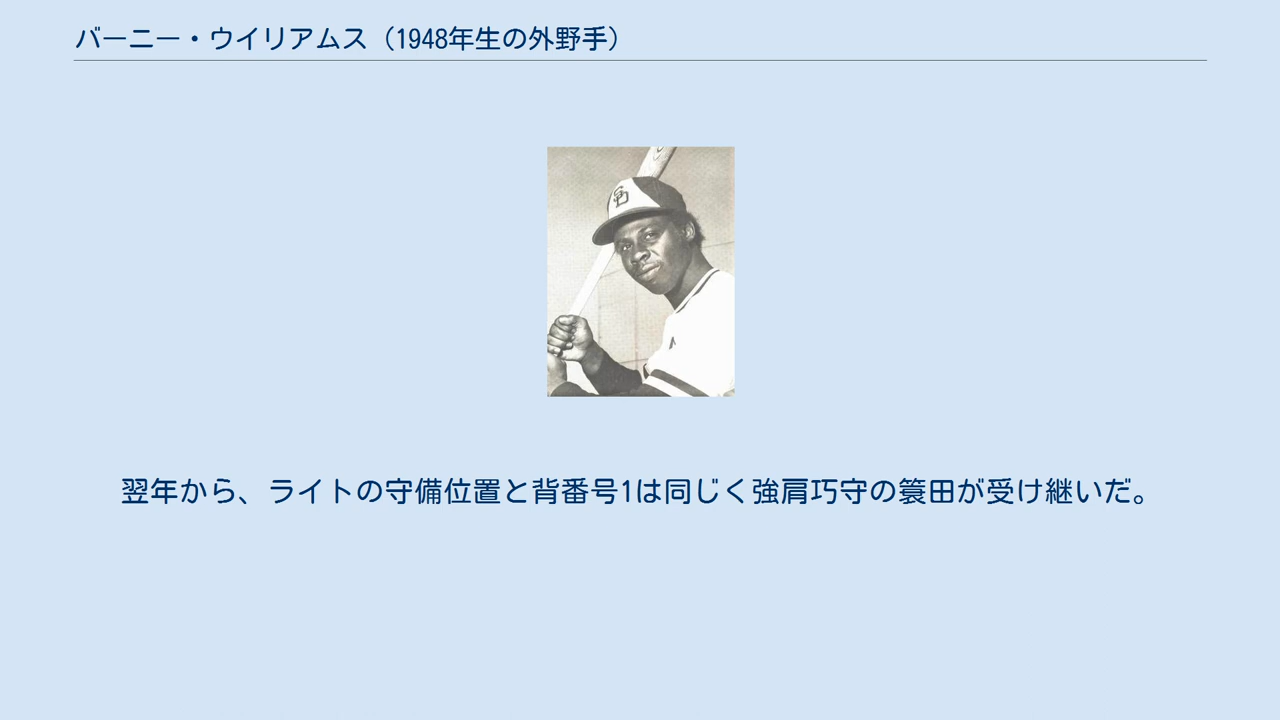 バーニー・ウイリアムス（1948年生の外野手）
SD
翌年から、ライトの守備位置と背番号1は同じく強肩巧守の簑田が受け継いだ。